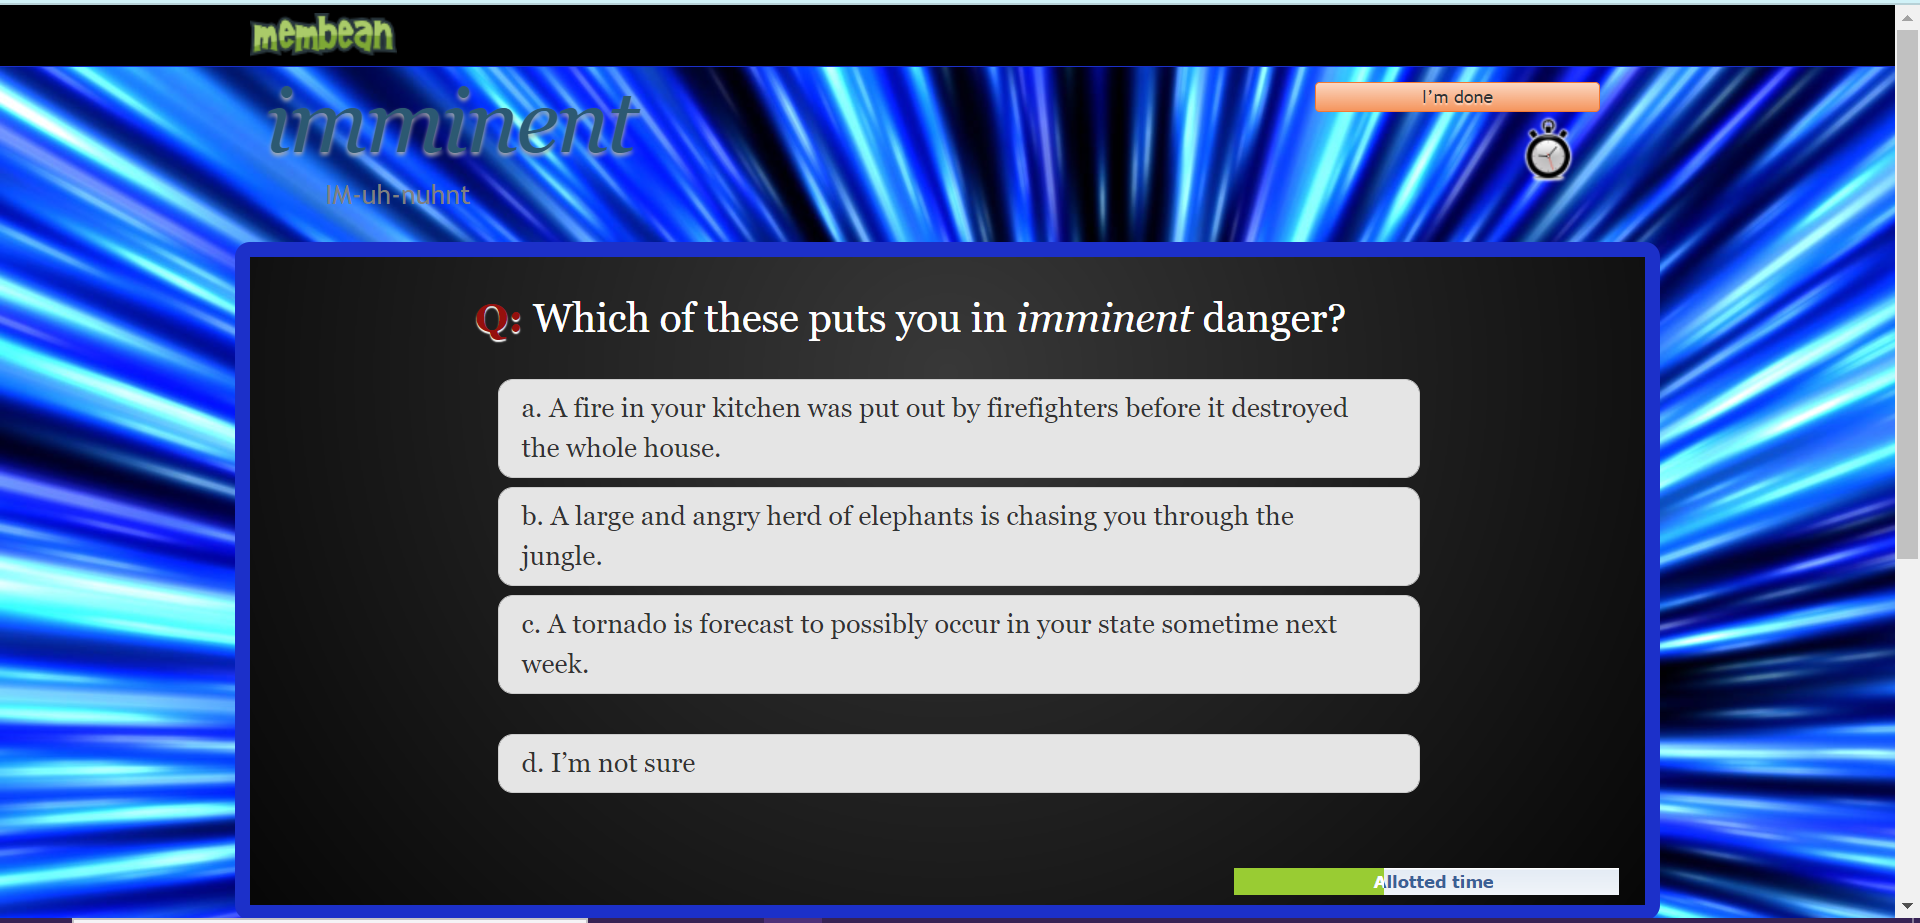 membean
imminent
I’m done
IM-uh-nuhnt
Q: Which of these puts you in imminent danger?
a. A fire in your kitchen was put out by firefighters before it destroyed
the whole house.
b. A large and angry herd of elephants is chasing you through the
jungle.
c. A tornado is forecast to possibly occur in your state sometime next
week.
d. I’m not sure
Allotted time